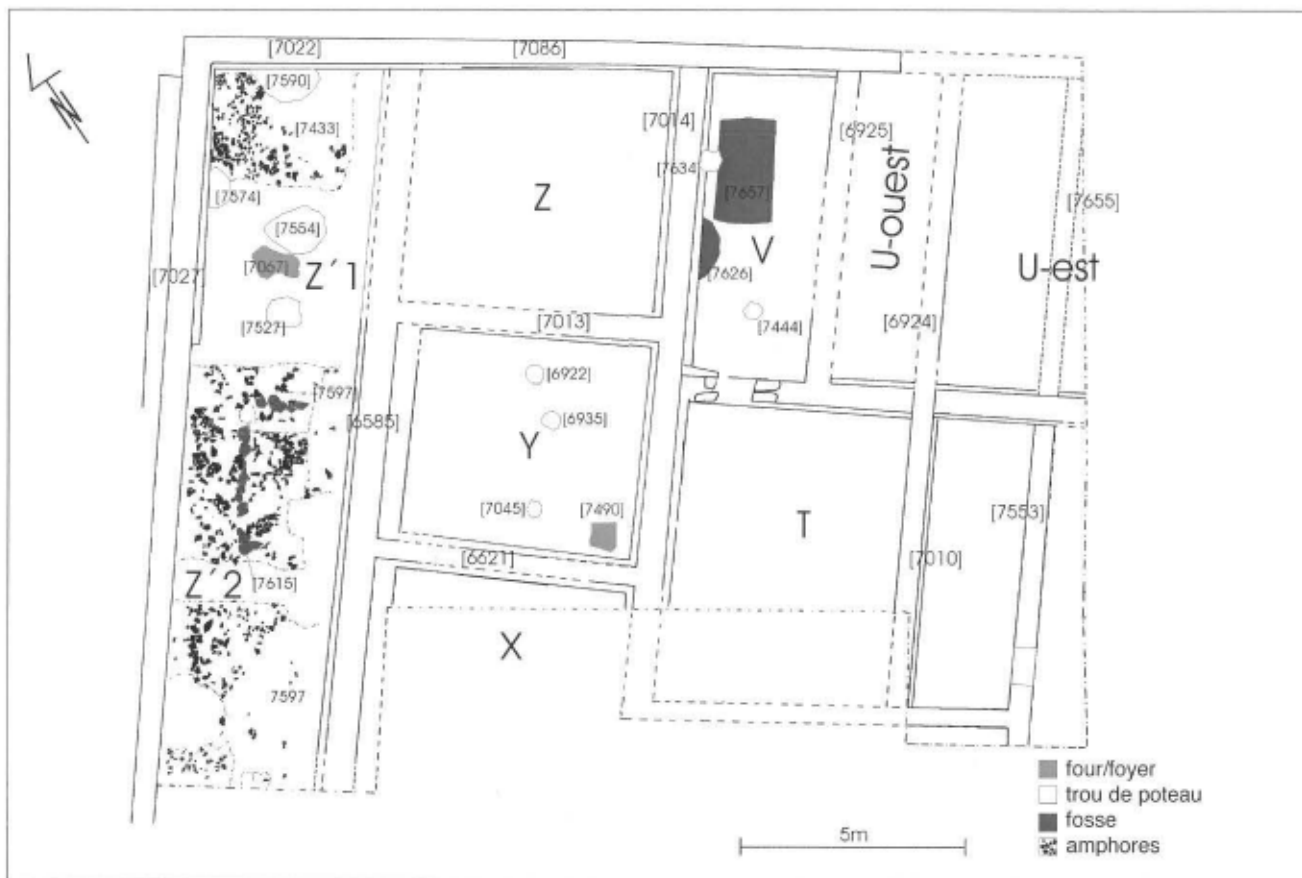 [7022]
[7086]
[7590]
[7433]
[7014]
[6925]
[7634]
[7574]
[7657]
Z
U-ouest
[7655]
[7554]
[7067]
Z´1
V
[7027]
[7626]
U-est
[7527]
[7013]
[7444]
[6924]
[6922]
[7597]
[6585]
[6935]
Y
[7045]
[7490]
[7553]
T
[6621]
[7010]
Z´2
[7615]
X
7597
four/foyer
trou de poteau
fosse
amphores
5m
N